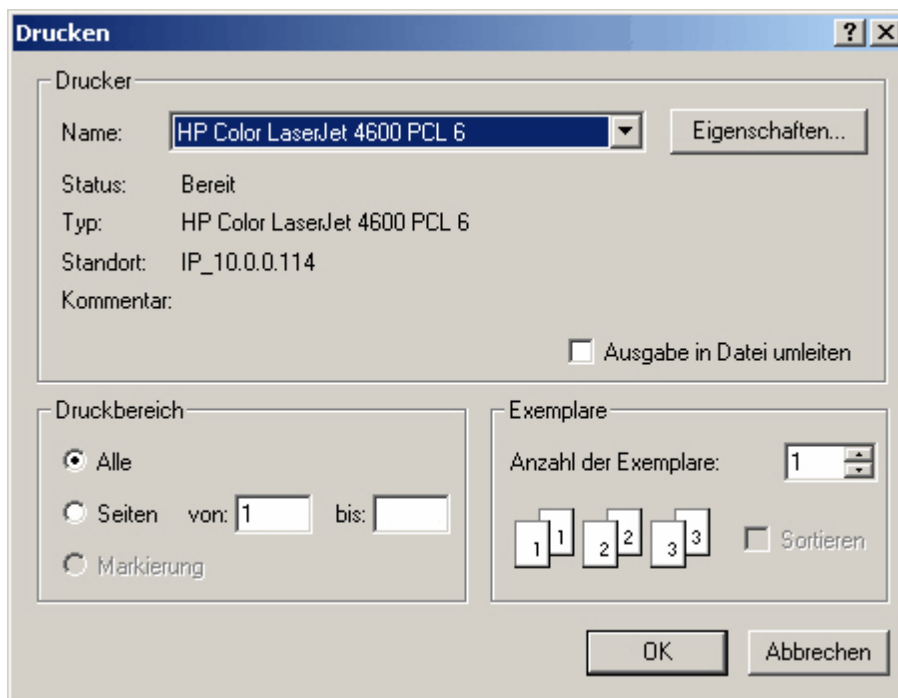 Drucken
Drucker
Name: HP Color LaserJet 4600 PCL 6 Eigenschaften...
Status: Bereit
Typ: HP Color LaserJet 4600 PCL 6
Standort: IP_10.0.0.114
Kommentar:
Ausgabe in Datei umleiten
Druckbereich
Alle
Seiten von: 1 bis:
Markierung
Exemplare
Anzahl der Exemplare: 1
1 1 2 2 3 3 Sortieren
OK Abbrechen